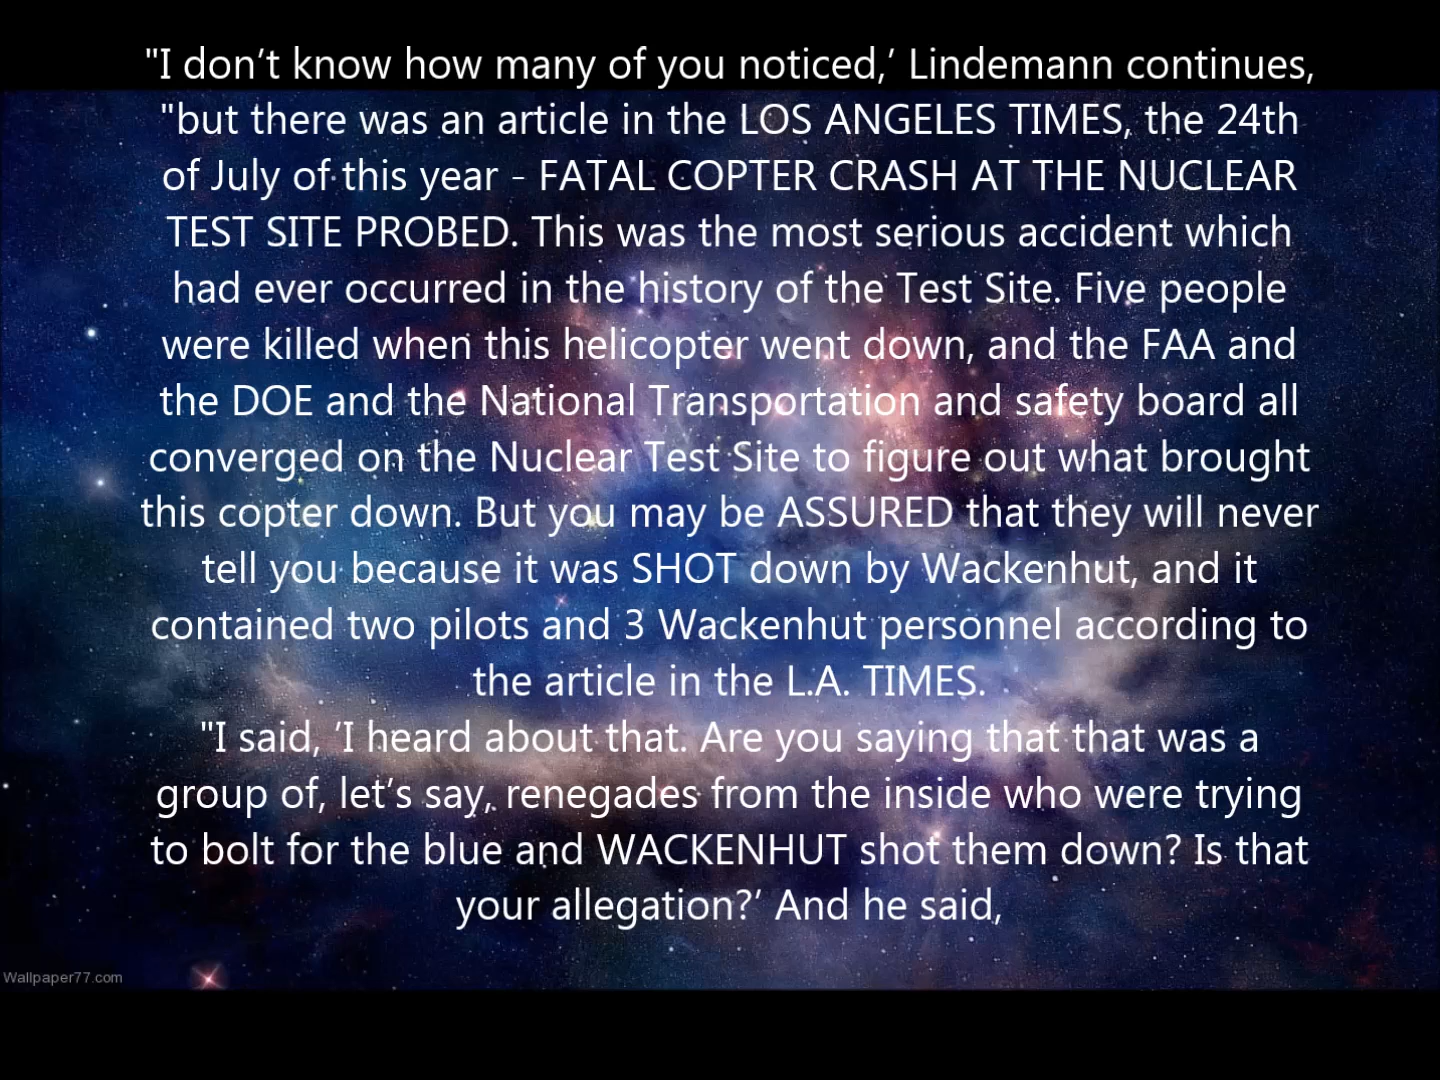 "I don’t know how many of you noticed,’ Lindemann continues,
"but there was an article in the LOS ANGELES TIMES, the 24th
of July of this year - FATAL COPTER CRASH AT THE NUCLEAR
TEST SITE PROBED. This was the most serious accident which
had ever occurred in the history of the Test Site. Five people
were killed when this helicopter went down, and the FAA and
the DOE and the National Transportation and safety board all
converged on the Nuclear Test Site to figure out what brought
this copter down. But you may be ASSURED that they will never
tell you because it was SHOT down by Wackenhut, and it
contained two pilots and 3 Wackenhut personnel according to
the article in the L.A. TIMES.
"I said, ‘I heard about that. Are you saying that that was a
group of, let’s say, renegades from the inside who were trying
to bolt for the blue and WACKENHUT shot them down? Is that
your allegation?’ And he said,
Wallpaper77.com